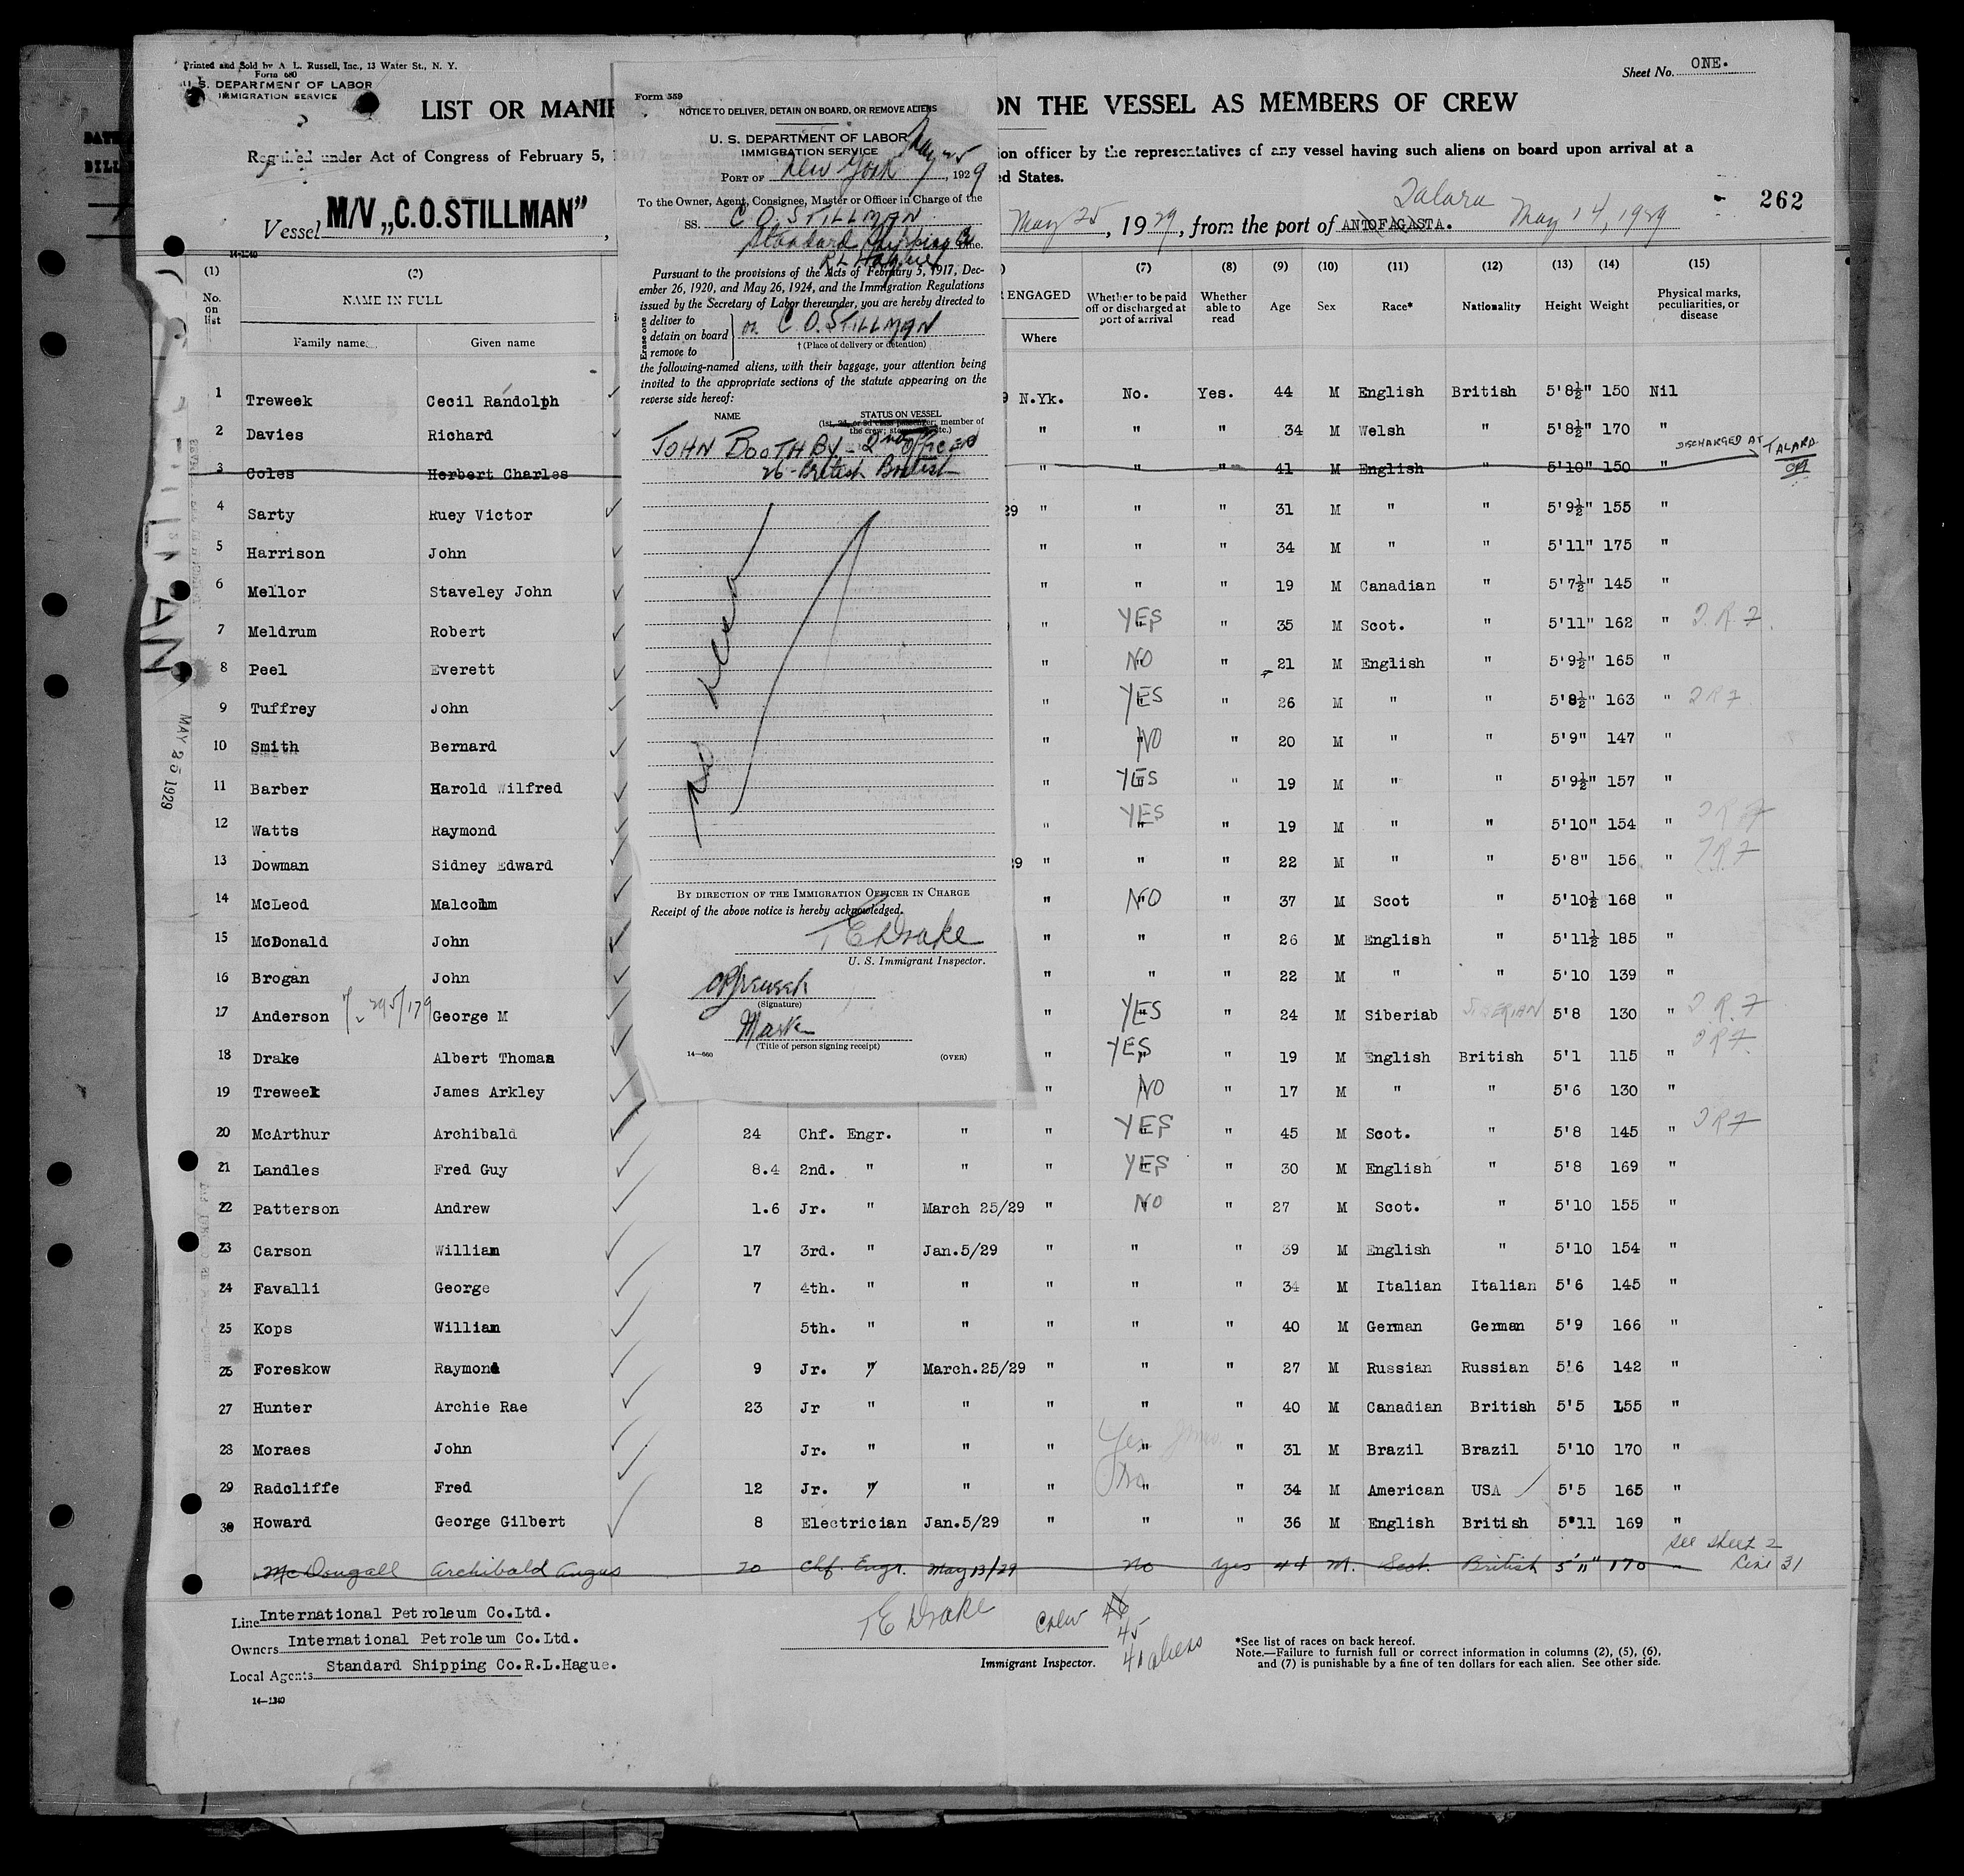 Printed and Sold by A. L. Russell, Inc., 13 Water St., N. Y.
Form 680
U. S. DEPARTMENT OF LABOR
IMMIGRATION SERVICE
Sheet No. ONE.
LIST OR MANIF
ON THE VESSEL AS MEMBERS OF CREW
Required under Act of Congress of February 5, 1917
ion officer by the representatives of any vessel having such aliens on board upon arrival at a
ed States.
262
Vessel M/V „C.O.STILLMAN”,
May 25, 1929, from the port of ANTOFAGASTA. Talara May 14, 1929
Form 559
NOTICE TO DELIVER, DETAIN ON BOARD, OR REMOVE ALIENS
U. S. DEPARTMENT OF LABOR
IMMIGRATION SERVICE
PORT OF New York May 25, 1929
To the Owner, Agent, Consignee, Master or Officer in Charge of the
SS. C. O. STILLMAN
Standard Shipping Co Line.
R L Hague
Pursuant to the provisions of the Acts of February 5, 1917, Dec-
ember 26, 1920, and May 26, 1924, and the Immigration Regulations
issued by the Secretary of Labor thereunder, you are hereby directed to
Erase one
deliver to
detain on board
remove to
on C. O. STILLMAN
† (Place of delivery or detention)
the following-named aliens, with their baggage, your attention being
invited to the appropriate sections of the statute appearing on the
reverse side hereof:
NAME
STATUS ON VESSEL
(1st, 2d, or 3d class passenger; member of
the crew; stowaway, etc.)
JOHN BOOTHBY - 2nd OFFICER
26 - British British
BY DIRECTION OF THE IMMIGRATION OFFICER IN CHARGE
Receipt of the above notice is hereby acknowledged.
T E Drake
U. S. Immigrant Inspector.
CR Treweek
(Signature)
Master
(Title of person signing receipt)
14—660
(OVER)
14-1240
(1) (2) (7) (8) (9) (10) (11) (12) (13) (14) (15)
No. on list
NAME IN FULL
Family name
Given name
ENGAGED
Where
Whether to be paid off or discharged at port of arrival
Whether able to read
Age
Sex
Race*
Nationality
Height
Weight
Physical marks, peculiarities, or disease
1 Treweek Cecil Randolph N.Yk. No. Yes. 44 M English British 5'8½" 150 Nil
2 Davies Richard " " " 34 M Welsh " 5'8½" 170 "
3 Coles Herbert Charles " " " 41 M English " 5'10" 150 " DISCHARGED AT TALARA
4 Sarty Ruey Victor 29 " " " 31 M " " 5'9½" 155 "
5 Harrison John " " " 34 M " " 5'11" 175 "
6 Mellor Staveley John " " " 19 M Canadian " 5'7½" 145 "
7 Meldrum Robert " YES " 35 M Scot. " 5'11" 162 "
8 Peel Everett " NO " 21 M English " 5'9½" 165 "
9 Tuffrey John " YES " 26 M " " 5'8½" 163 "
10 Smith Bernard " NO " 20 M " " 5'9" 147 "
11 Barber Harold Wilfred " YES " 19 M " " 5'9½" 157 "
12 Watts Raymond " YES " 19 M " " 5'10" 154 "
13 Dowman Sidney Edward 29 " " " 22 M " " 5'8" 156 "
14 McLeod Malcolm " NO " 37 M Scot " 5'10½ 168 "
15 McDonald John " " " 26 M English " 5'11½ 185 "
16 Brogan John " " " 22 M " " 5'10 139 "
17 Anderson George M " YES " 24 M Siberiab SIBERIAN 5'8 130 "
18 Drake Albert Thomas " YES " 19 M English British 5'1 115 "
19 Treweek James Arkley " NO " 17 M " " 5'6 130 "
20 McArthur Archibald 24 Chf. Engr. " " YES " 45 M Scot. " 5'8 145 "
21 Landles Fred Guy 8.4 2nd. " " " YES " 30 M English " 5'8 169 "
22 Patterson Andrew 1.6 Jr. " March 25/29 " NO " 27 M Scot. " 5'10 155 "
23 Carson William 17 3rd. " Jan.5/29 " " " 39 M English " 5'10 154 "
24 Favalli George 7 4th. " " " " " 34 M Italian Italian 5'6 145 "
25 Kops William 5th. " " " " " 40 M German German 5'9 166 "
26 Foreskow Raymond 9 Jr. " March.25/29 " " " 27 M Russian Russian 5'6 142 "
27 Hunter Archie Rae 23 Jr " " " " " 40 M Canadian British 5'5 155 "
28 Moraes John Jr. " " " Yes " 31 M Brazil Brazil 5'10 170 "
29 Radcliffe Fred 12 Jr. " " " " " 34 M American USA 5'5 165 "
30 Howard George Gilbert 8 Electrician Jan.5/29 " " " 36 M English British 5'11 169 "
McDougall Archibald Angus 20 Chf. Engr. May 13/29 No Yes 44 M. Scot. British 5'11" 170 See Sheet 2 Line 31
MAY 25 1929
Line International Petroleum Co.Ltd.
Owners International Petroleum Co.Ltd.
Local Agents Standard Shipping Co.R.L.Hague.
14—1240
T E Drake
Immigrant Inspector.
Crew 46
45
41 aliens
*See list of races on back hereof.
Note.—Failure to furnish full or correct information in columns (2), (5), (6),
and (7) is punishable by a fine of ten dollars for each alien. See other side.